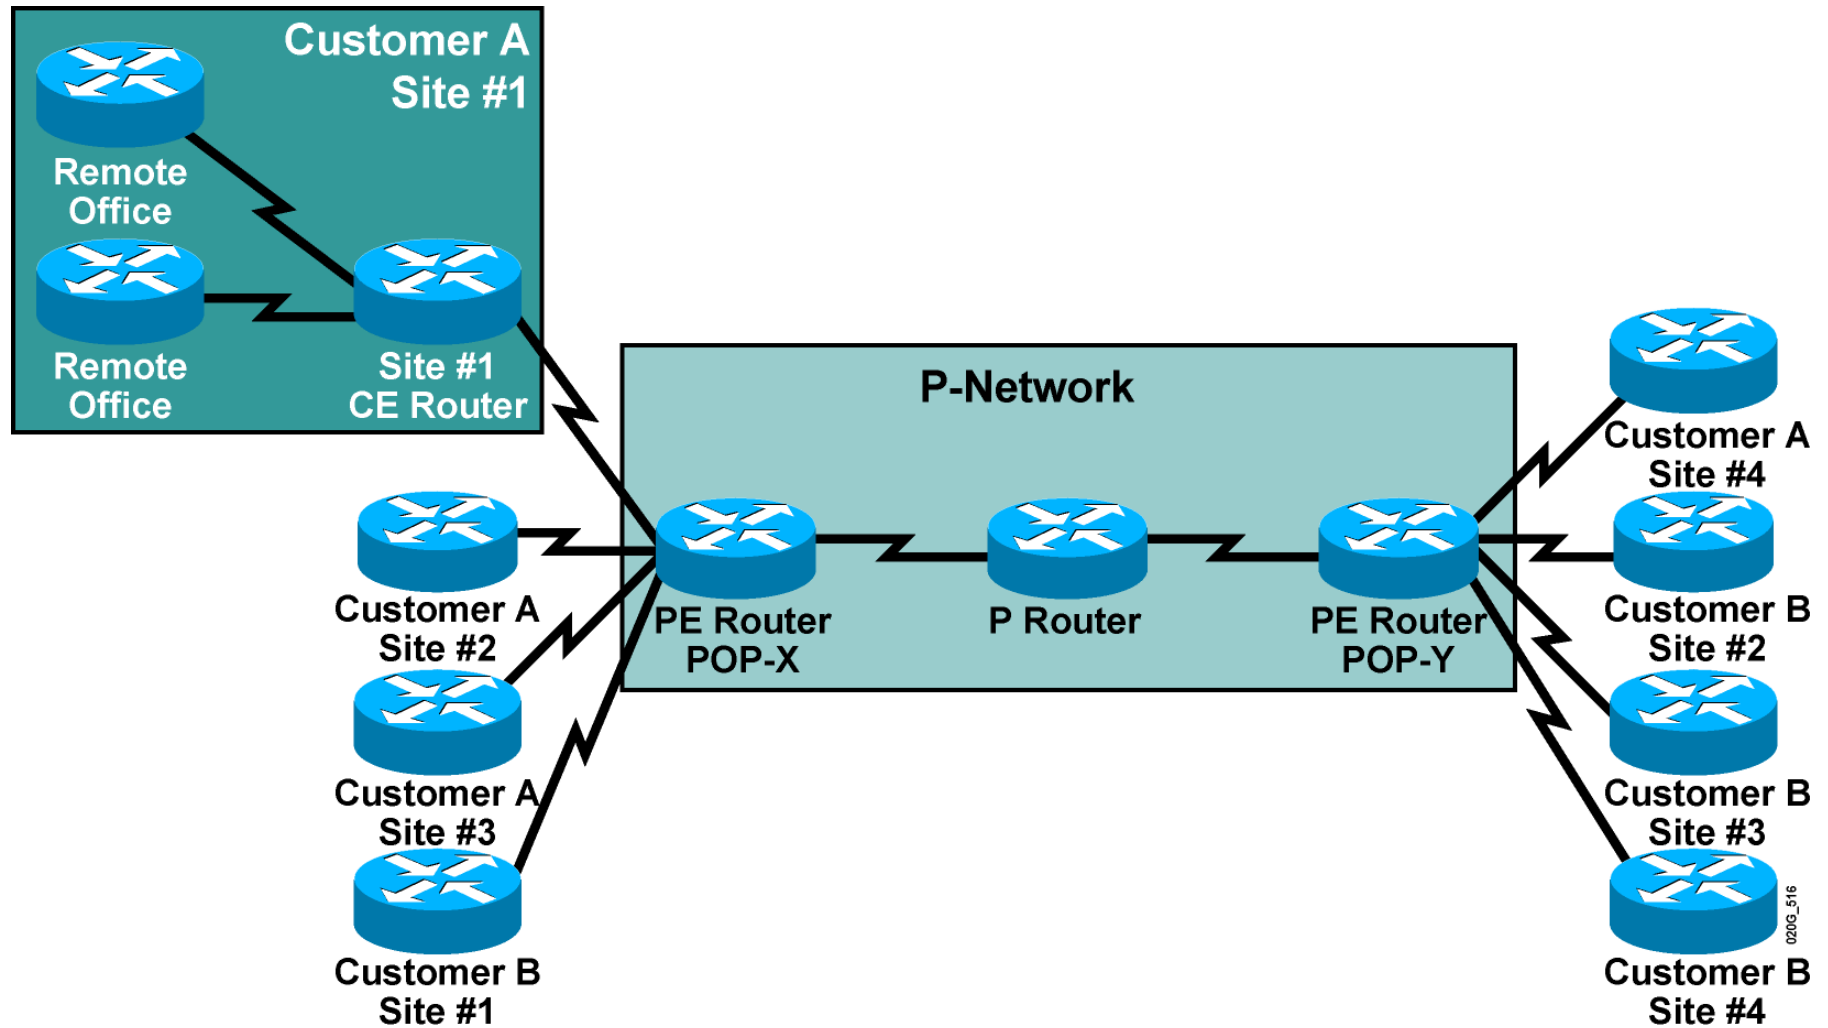 Customer A
Site #1
Remote
Office
Remote
Office
Site #1
CE Router
P-Network
PE Router
POP-X
P Router
PE Router
POP-Y
Customer A
Site #2
Customer A
Site #3
Customer B
Site #1
Customer A
Site #4
Customer B
Site #2
Customer B
Site #3
Customer B
Site #4
020G_516